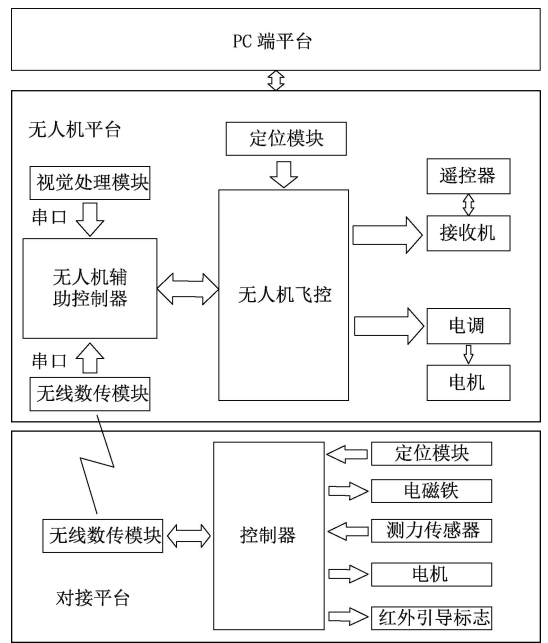 PC 端平台
无人机平台
定位模块
视觉处理模块
遥控器
串口
接收机
无人机辅
助控制器
无人机飞控
电调
串口
无线数传模块
电机
定位模块
电磁铁
无线数传模块
控制器
测力传感器
电机
对接平台
红外引导标志